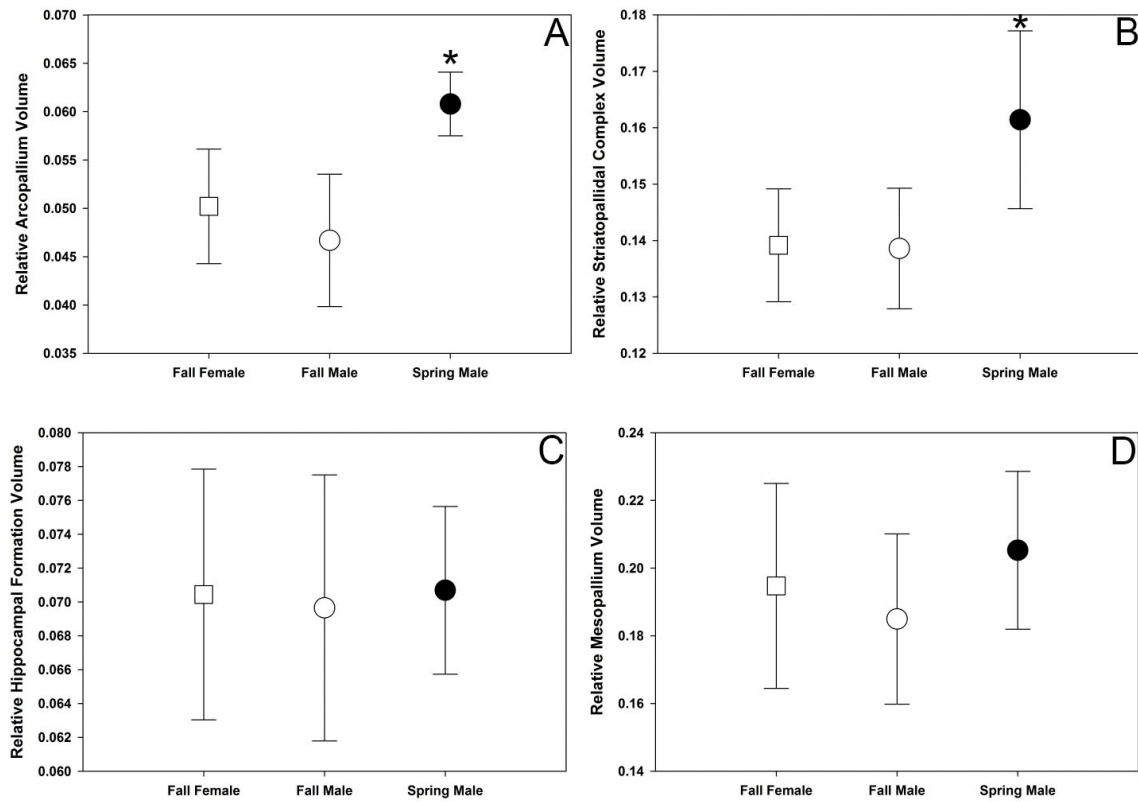 A
Relative Arcopallium Volume
0.070
0.065
0.060
0.055
0.050
0.045
0.040
0.035
*
Fall Female
Fall Male
Spring Male
B
Relative Striatopallidal Complex Volume
0.18
0.17
0.16
0.15
0.14
0.13
0.12
*
Fall Female
Fall Male
Spring Male
C
Relative Hippocampal Formation Volume
0.080
0.078
0.076
0.074
0.072
0.070
0.068
0.066
0.064
0.062
0.060
Fall Female
Fall Male
Spring Male
D
Relative Mesopallium Volume
0.24
0.22
0.20
0.18
0.16
0.14
Fall Female
Fall Male
Spring Male